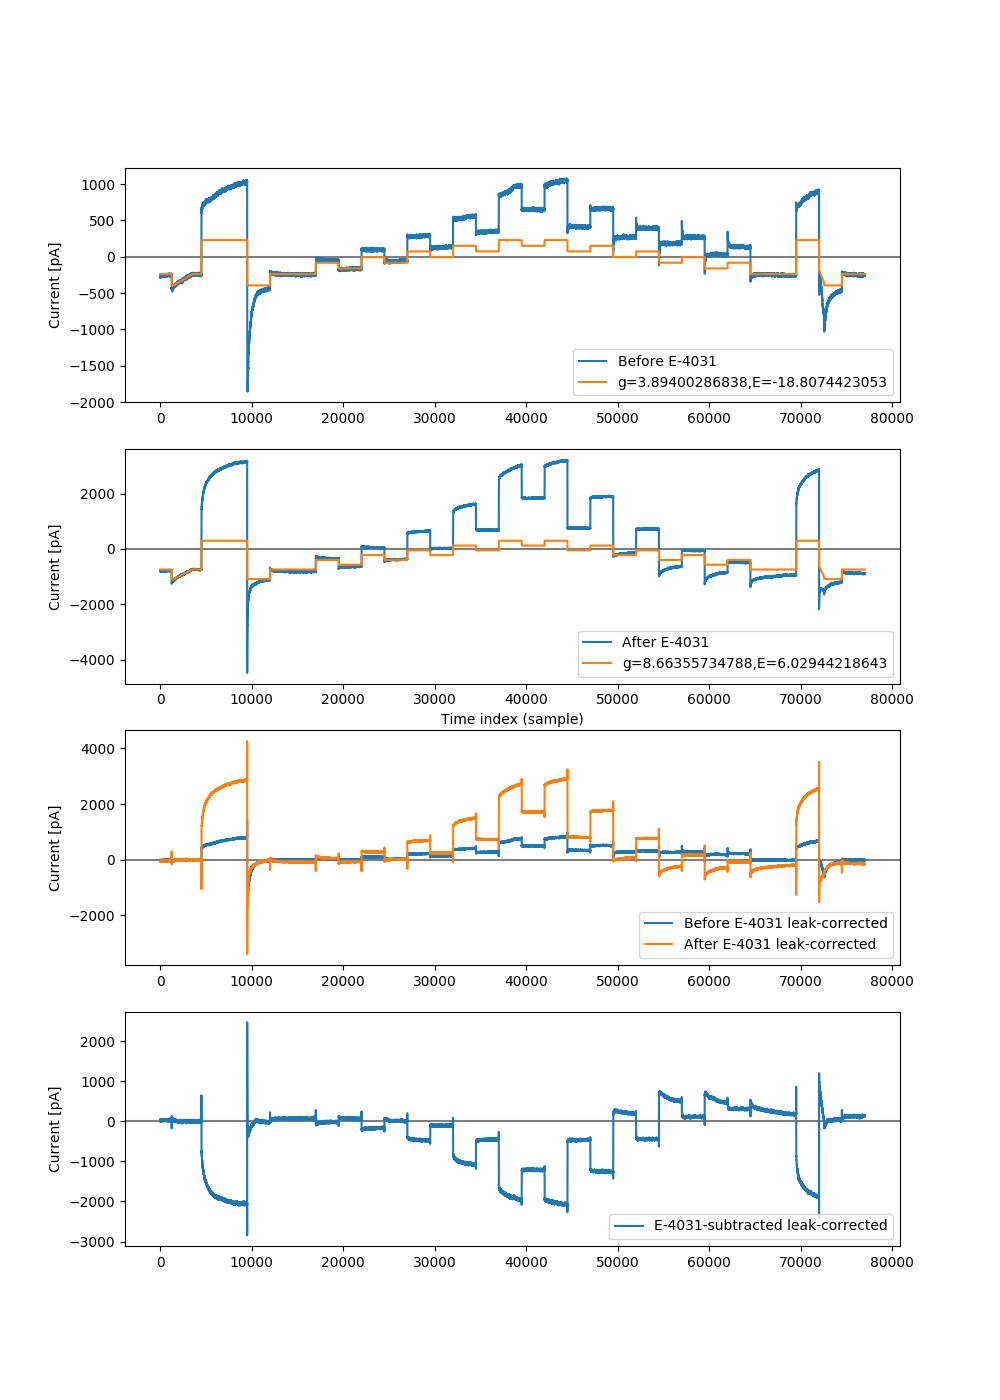 1000
500
0
−500
−1000
−1500
−2000
Current [pA]
Before E-4031
g=3.89400286838,E=-18.8074423053
0 10000 20000 30000 40000 50000 60000 70000 80000
2000
0
−2000
−4000
Current [pA]
After E-4031
g=8.66355734788,E=6.02944218643
0 10000 20000 30000 40000 50000 60000 70000 80000
Time index (sample)
4000
2000
0
−2000
Current [pA]
Before E-4031 leak-corrected
After E-4031 leak-corrected
0 10000 20000 30000 40000 50000 60000 70000 80000
2000
1000
0
−1000
−2000
−3000
Current [pA]
E-4031-subtracted leak-corrected
0 10000 20000 30000 40000 50000 60000 70000 80000